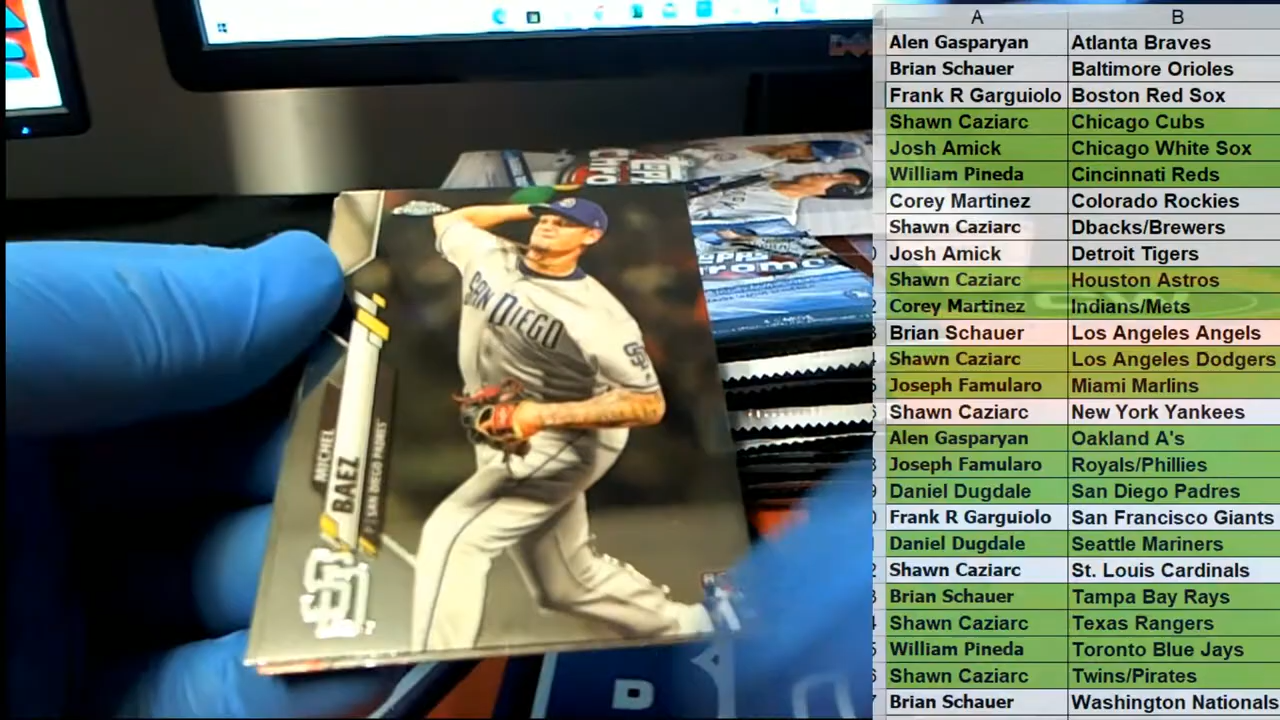 A B
Alen Gasparyan Atlanta Braves
Brian Schauer Baltimore Orioles
Frank R Garguiolo Boston Red Sox
Shawn Caziarc Chicago Cubs
Josh Amick Chicago White Sox
William Pineda Cincinnati Reds
Corey Martinez Colorado Rockies
Shawn Caziarc Dbacks/Brewers
Josh Amick Detroit Tigers
Shawn Caziarc Houston Astros
Corey Martinez Indians/Mets
Brian Schauer Los Angeles Angels
Shawn Caziarc Los Angeles Dodgers
Joseph Famularo Miami Marlins
Shawn Caziarc New York Yankees
Alen Gasparyan Oakland A's
Joseph Famularo Royals/Phillies
Daniel Dugdale San Diego Padres
Frank R Garguiolo San Francisco Giants
Daniel Dugdale Seattle Mariners
Shawn Caziarc St. Louis Cardinals
Brian Schauer Tampa Bay Rays
Shawn Caziarc Texas Rangers
William Pineda Toronto Blue Jays
Shawn Caziarc Twins/Pirates
Brian Schauer Washington Nationals
SAN DIEGO
SD
MICHEL
BAEZ
P | SAN DIEGO PADRES
SD